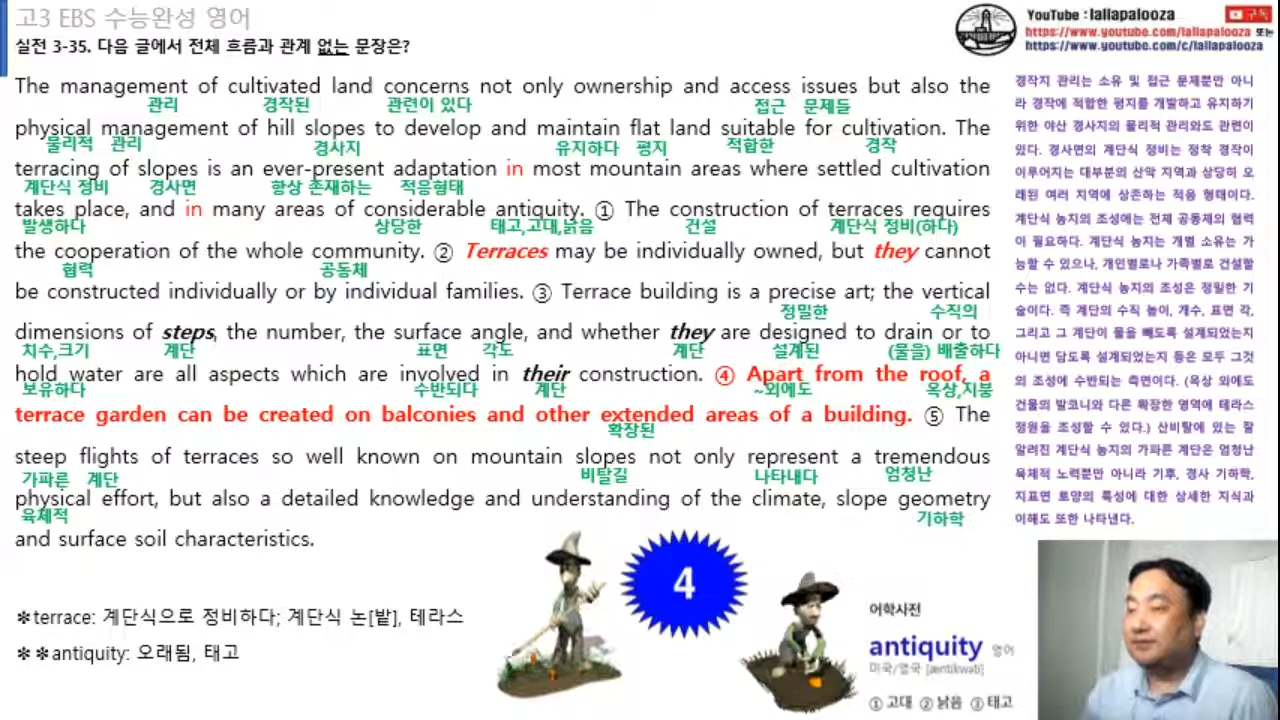 고3 EBS 수능완성 영어
실전 3-35. 다음 글에서 전체 흐름과 관계 없는 문장은?
YouTube : lallapalooza
구독
https://www.youtube.com/lallapalooza 또는
https://www.youtube.com/c/lallapalooza
The management of cultivated land concerns not only ownership and access issues but also the
관리 경작된 관련이 있다 접근 문제들
physical management of hill slopes to develop and maintain flat land suitable for cultivation. The
물리적 관리 경사지 유지하다 평지 적합한 경작
terracing of slopes is an ever-present adaptation in most mountain areas where settled cultivation
계단식 정비 경사면 항상 존재하는 적응형태
takes place, and in many areas of considerable antiquity. ① The construction of terraces requires
발생하다 상당한 태고,고대,낡음 건설 계단식 정비(하다)
the cooperation of the whole community. ② Terraces may be individually owned, but they cannot
협력 공동체
be constructed individually or by individual families. ③ Terrace building is a precise art; the vertical
정밀한 수직의
dimensions of steps, the number, the surface angle, and whether they are designed to drain or to
치수,크기 계단 표면 각도 계단 설계된 (물을) 배출하다
hold water are all aspects which are involved in their construction. ④ Apart from the roof, a
보유하다 수반되다 계단 ~외에도 옥상,지붕
terrace garden can be created on balconies and other extended areas of a building. ⑤ The
확장된
steep flights of terraces so well known on mountain slopes not only represent a tremendous
가파른 계단 비탈길 나타내다 엄청난
physical effort, but also a detailed knowledge and understanding of the climate, slope geometry
육체적 기하학
and surface soil characteristics.
경작지 관리는 소유 및 접근 문제뿐만 아니
라 경작에 적합한 평지를 개발하고 유지하기
위한 야산 경사지의 물리적 관리와도 관련이
있다. 경사면의 계단식 정비는 정착 경작이
이루어지는 대부분의 산악 지역과 상당히 오
래된 여러 지역에 상존하는 적응 형태이다.
계단식 농지의 조성에는 전체 공동체의 협력
이 필요하다. 계단식 농지는 개별 소유는 가
능할 수 있으나, 개인별로나 가족별로 건설할
수는 없다. 계단식 농지의 조성은 정밀한 기
술이다. 즉 계단의 수직 높이, 개수, 표면 각,
그리고 그 계단이 물을 빼도록 설계되었는지
아니면 담도록 설계되었는지 등은 모두 그것
의 조성에 수반되는 측면이다. (옥상 외에도
건물의 발코니와 다른 확장한 영역에 테라스
정원을 조성할 수 있다.) 산비탈에 있는 잘
알려진 계단식 농지의 가파른 계단은 엄청난
육체적 노력뿐만 아니라 기후, 경사 기하학,
지표면 토양의 특성에 대한 상세한 지식과
이해도 또한 나타낸다.
4
*terrace: 계단식으로 정비하다; 계단식 논[밭], 테라스
**antiquity: 오래됨, 태고
어학사전
antiquity 영어
미국/영국 [æntíkwəti]
① 고대 ② 낡음 ③ 태고